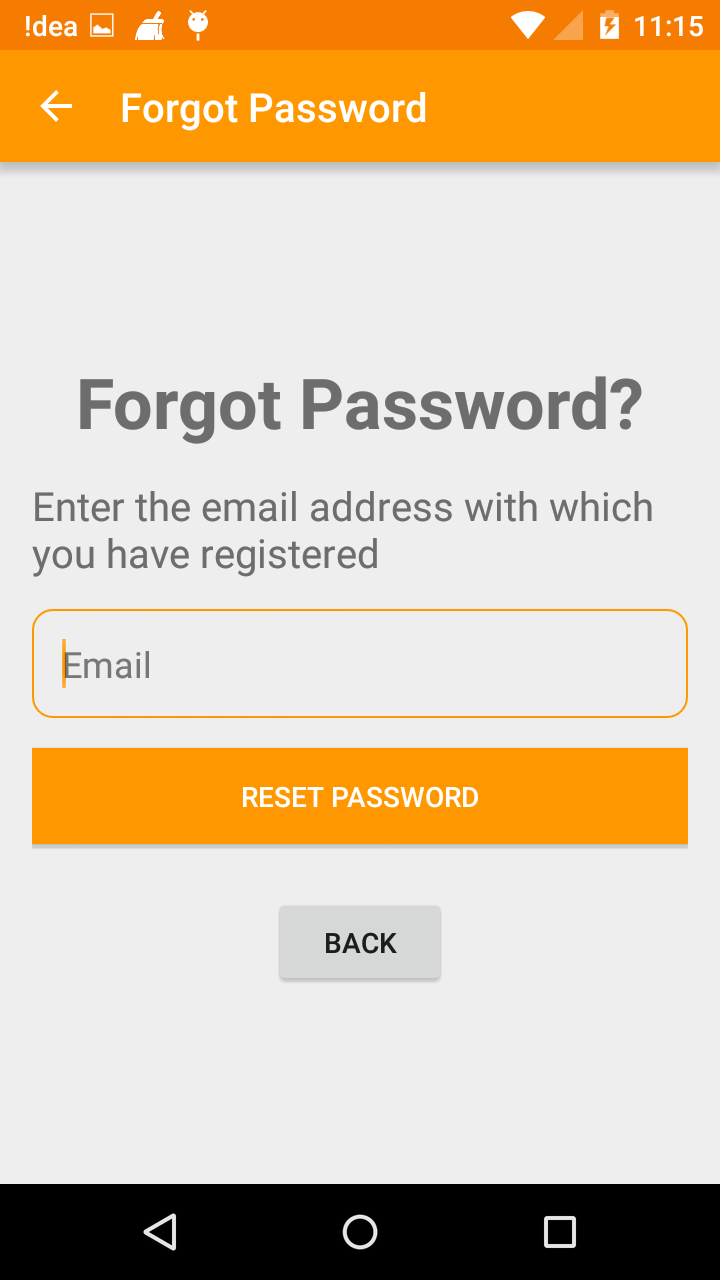 !dea 11:15
Forgot Password
Forgot Password?
Enter the email address with which
you have registered
Email
RESET PASSWORD
BACK